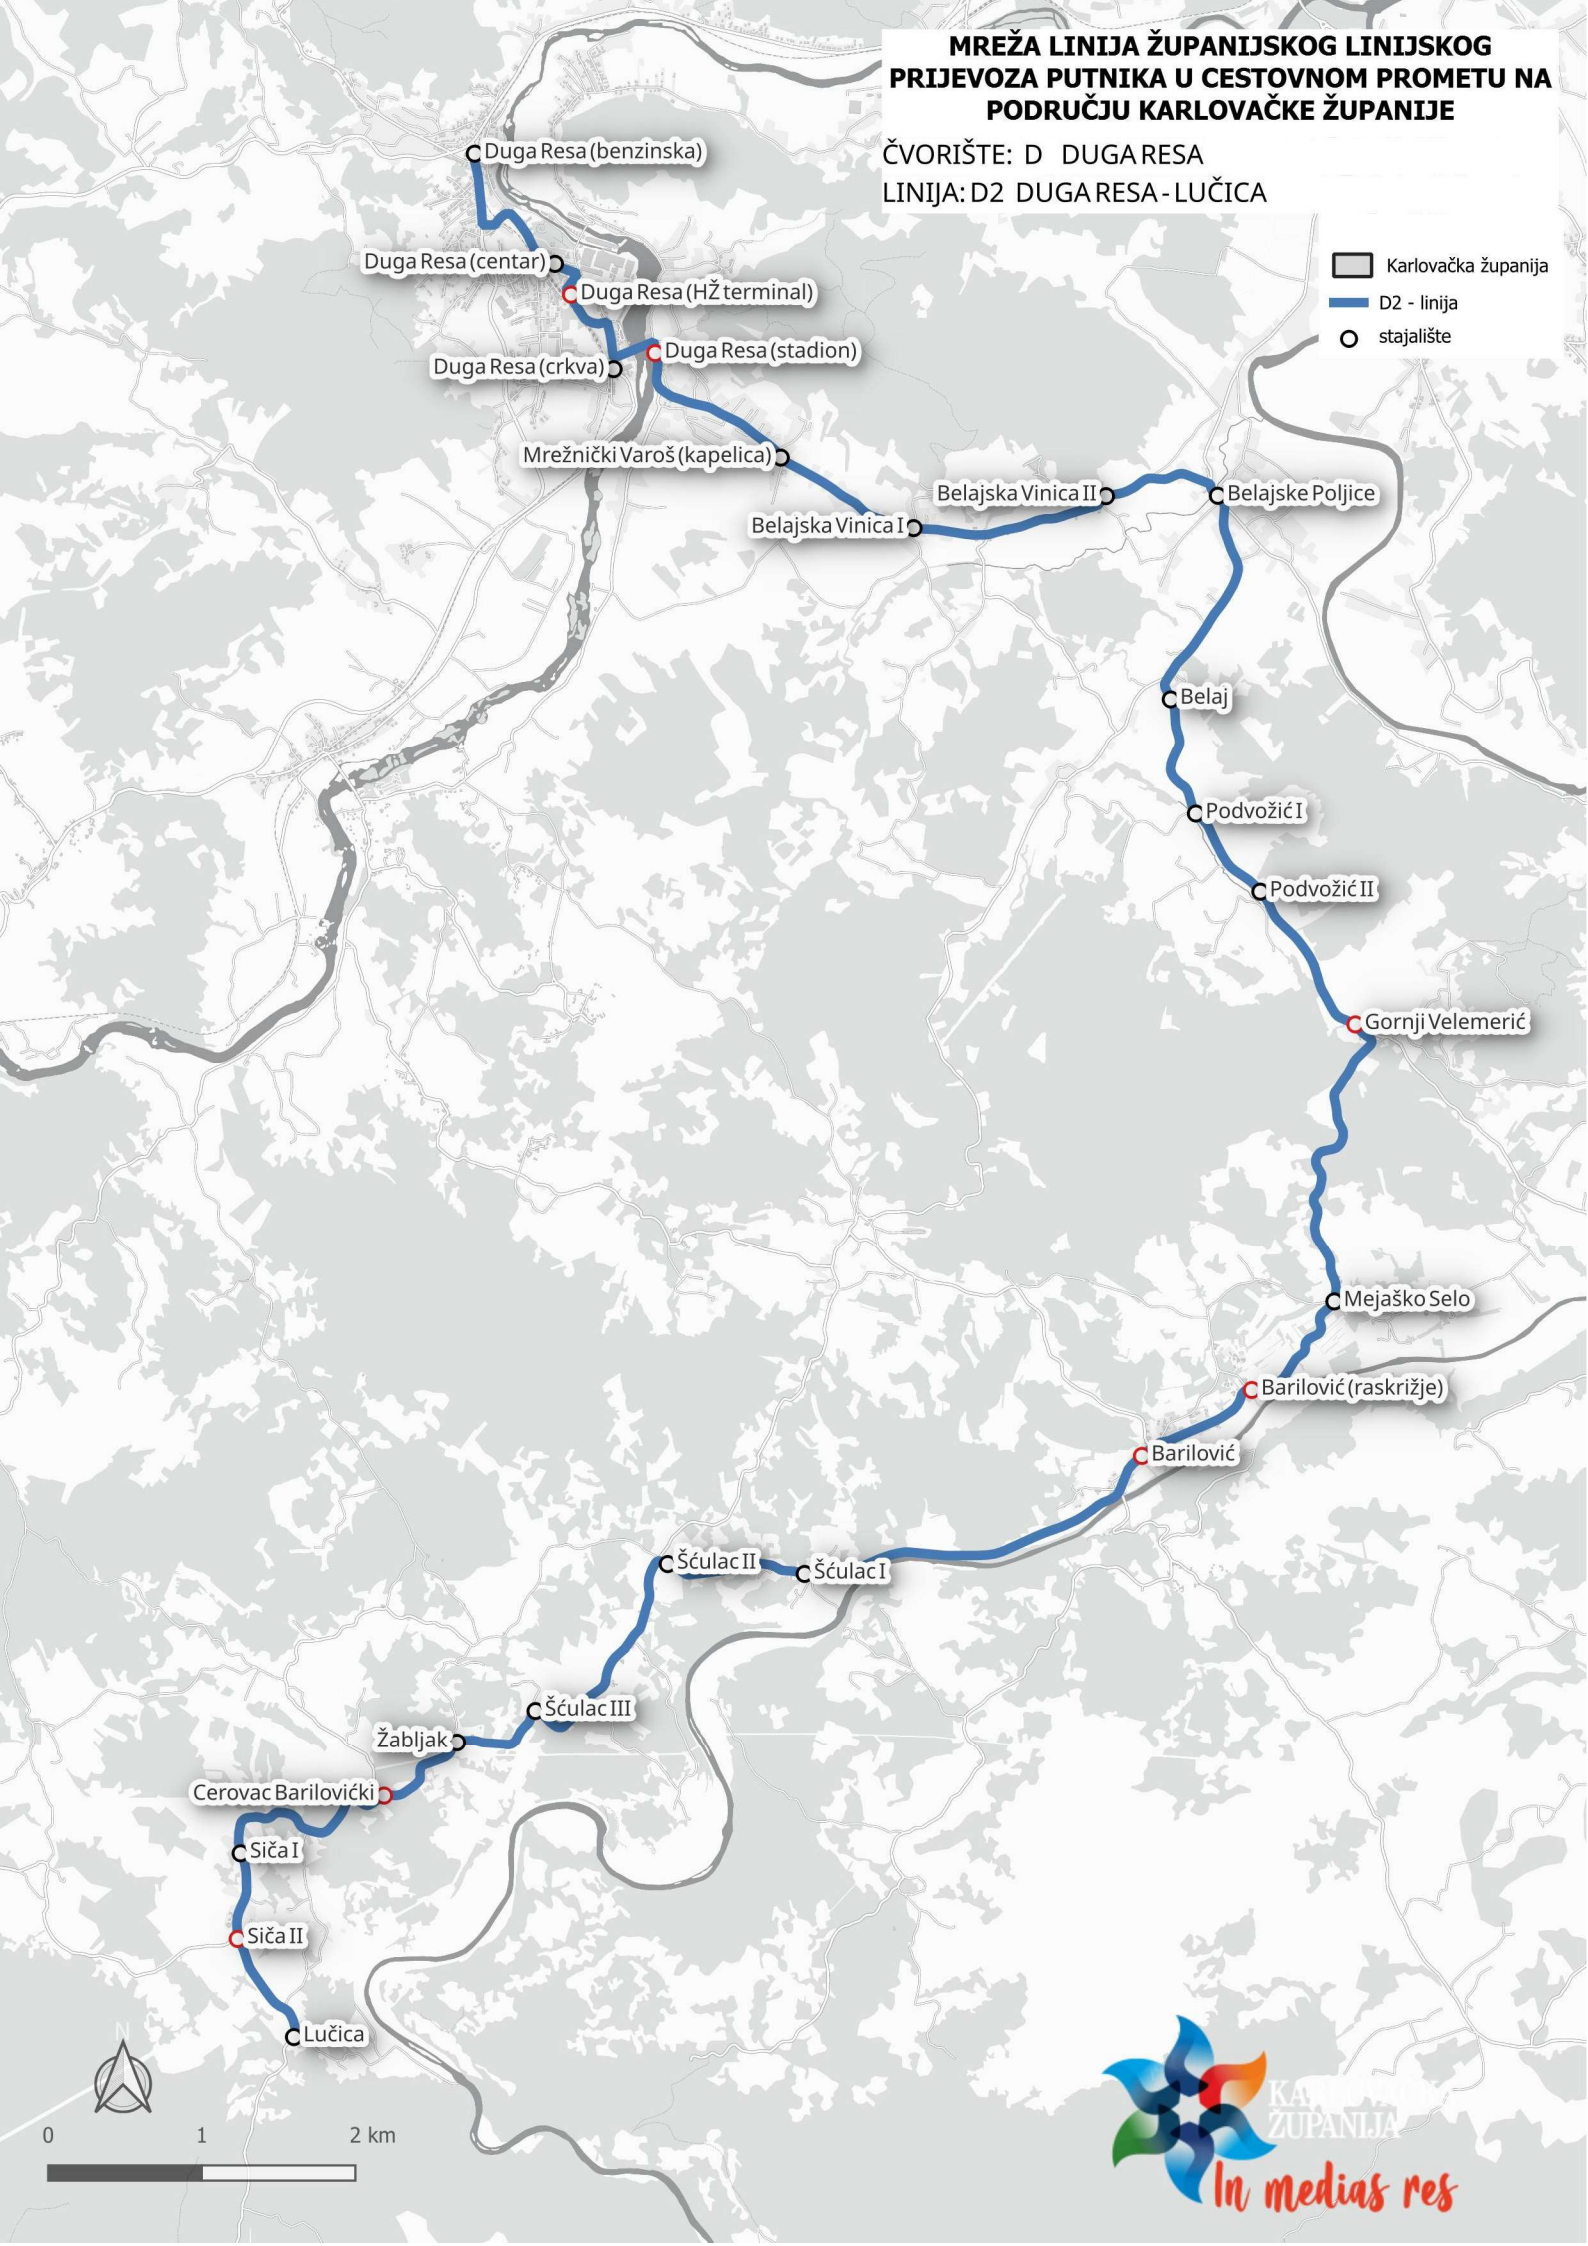 MREŽA LINIJA ŽUPANIJSKOG LINIJSKOG
PRIJEVOZA PUTNIKA U CESTOVNOM PROMETU NA
PODRUČJU KARLOVAČKE ŽUPANIJE
ČVORIŠTE: D DUGA RESA
LINIJA: D2 DUGA RESA - LUČICA
Karlovačka županija
D2 - linija
stajalište
Duga Resa (benzinska)
Duga Resa (centar)
Duga Resa (HŽ terminal)
Duga Resa (stadion)
Duga Resa (crkva)
Mrežnički Varoš (kapelica)
Belajska Vinica I
Belajska Vinica II
Belajske Poljice
Belaj
Podvožić I
Podvožić II
Gornji Velemerić
Mejaško Selo
Barilović (raskrižje)
Barilović
Šćulac I
Šćulac II
Šćulac III
Žabljak
Cerovac Barilovićki
Siča I
Siča II
Lučica
N
0 1 2 km
ŽUPANIJA
In medias res